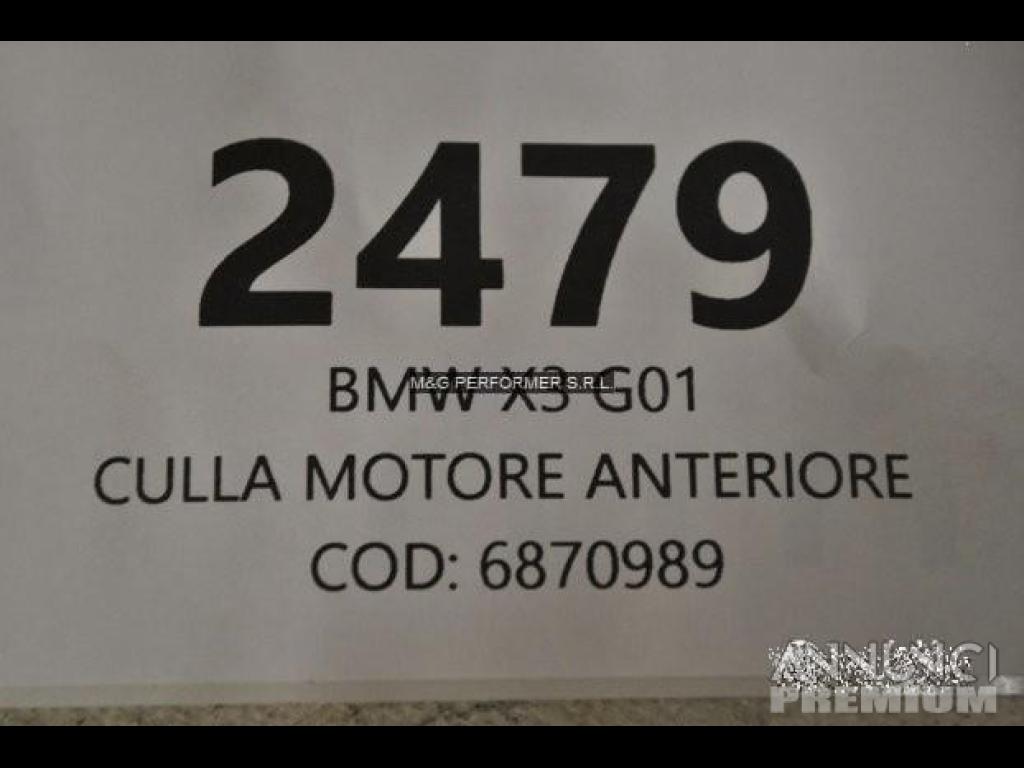 2479
BMW X3 G01
M&G PERFORMER S.R.L.
CULLA MOTORE ANTERIORE
COD: 6870989
ANNUNCI
PREMIUM